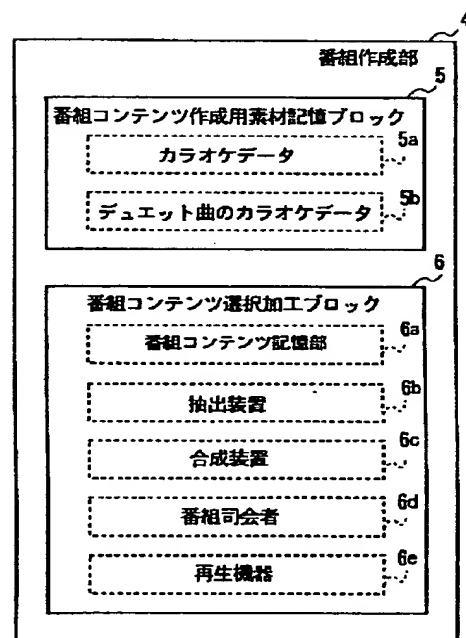 4
番組作成部
5
番組コンテンツ作成用素材記憶ブロック
5a
カラオケデータ
5b
デュエット曲のカラオケデータ
6
番組コンテンツ選択加工ブロック
6a
番組コンテンツ記憶部
6b
抽出装置
6c
合成装置
6d
番組司会者
6e
再生機器